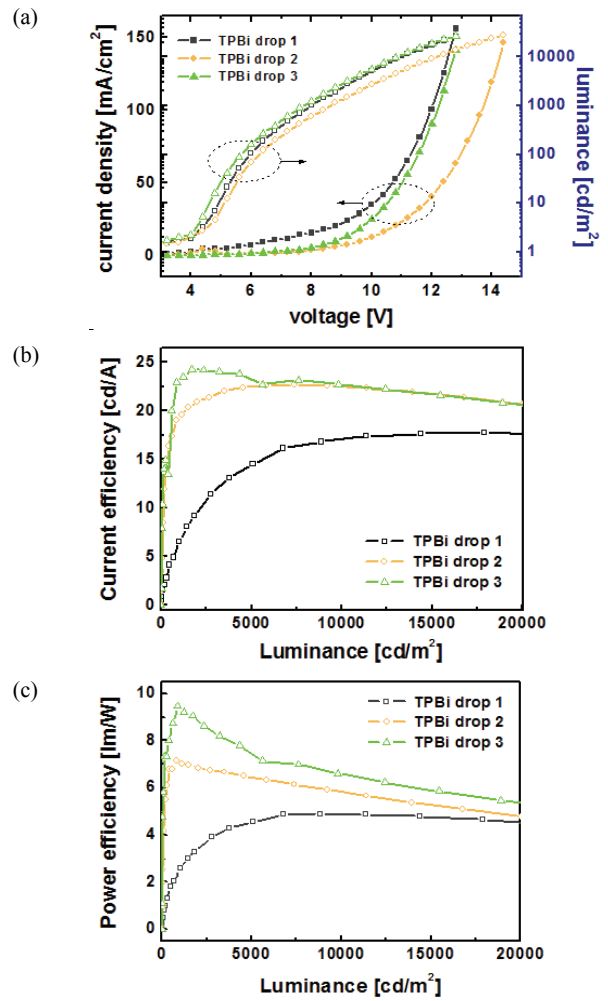 (a)
150
100
50
0
current density [mA/cm²]
TPBi drop 1
TPBi drop 2
TPBi drop 3
10000
1000
100
10
1
luminance [cd/m²]
4 6 8 10 12 14
voltage [V]
(b)
25
20
15
10
5
0
Current efficiency [cd/A]
TPBi drop 1
TPBi drop 2
TPBi drop 3
0 5000 10000 15000 20000
Luminance [cd/m²]
(c)
10
8
6
4
2
0
Power efficiency [lm/W]
TPBi drop 1
TPBi drop 2
TPBi drop 3
0 5000 10000 15000 20000
Luminance [cd/m²]